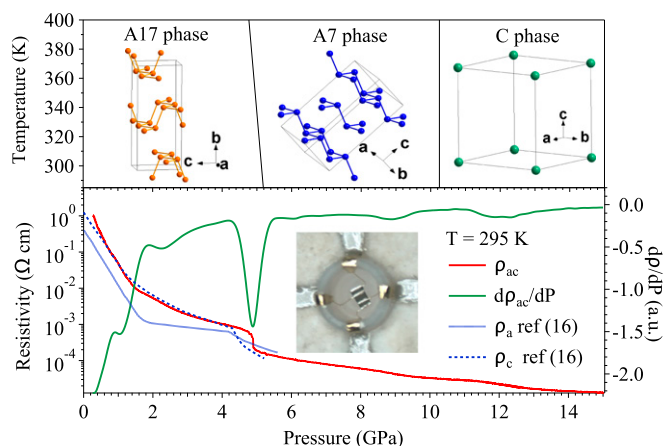 A17 phase
A7 phase
C phase
Temperature (K)
400
380
360
340
320
300
b
c
a
a
c
b
c
a
b
Resistivity (Ω cm)
10⁰
10⁻¹
10⁻²
10⁻³
10⁻⁴
T = 295 K
ρac
dρac/dP
ρa ref (16)
ρc ref (16)
0.0
-0.5
-1.0
-1.5
-2.0
dρ/dP (a.u.)
0
2
4
6
8
10
12
14
Pressure (GPa)